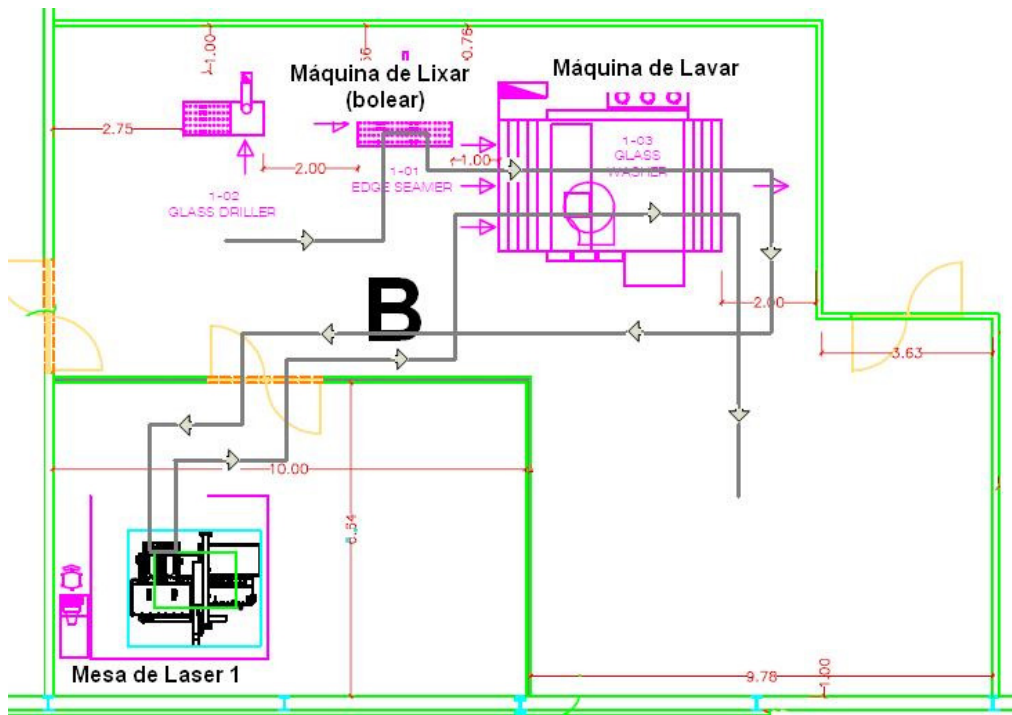 1.00
0.76
Máquina de Lixar
(bolear)
Máquina de Lavar
2.75
2.00
1-01
EDGE SEAMER
1.00
1-03
GLASS
WASHER
1-02
GLASS DRILLER
B
2.00
3.63
10.00
6.54
Mesa de Laser 1
9.78
1.00